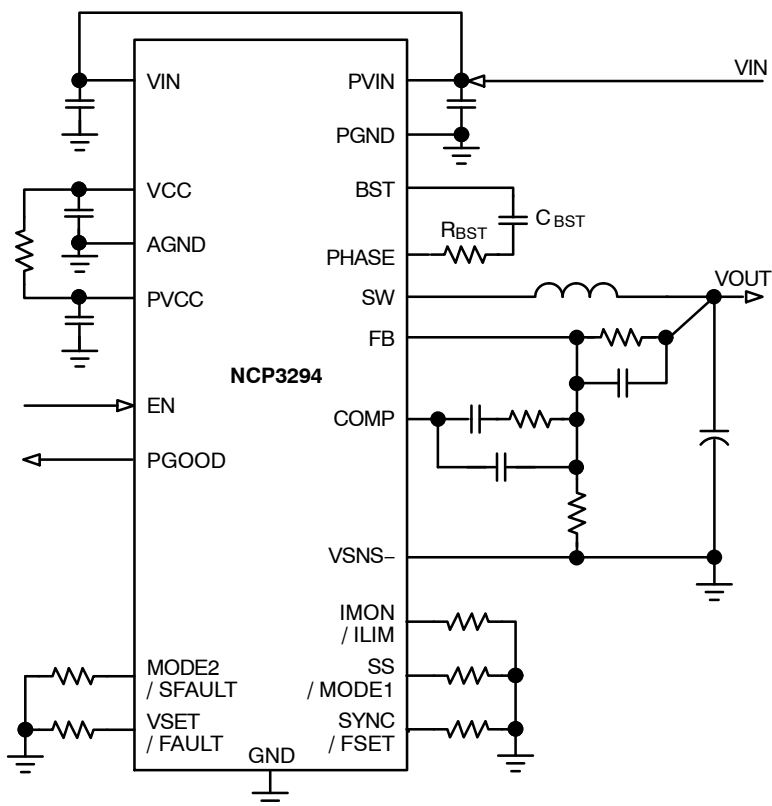 VIN
PVIN
VIN
PGND
VCC
BST
C BST
RBST
AGND
PHASE
PVCC
SW
VOUT
FB
NCP3294
EN
COMP
PGOOD
VSNS–
IMON
/ ILIM
MODE2
/ SFAULT
SS
/ MODE1
VSET
/ FAULT
SYNC
/ FSET
GND